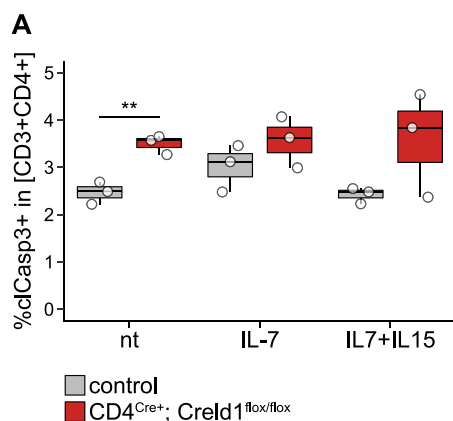 A
%clCasp3+ in [CD3+CD4+]
5
4
3
2
1
0
**
nt
IL-7
IL7+IL15
control
CD4Cre+; Creld1flox/flox